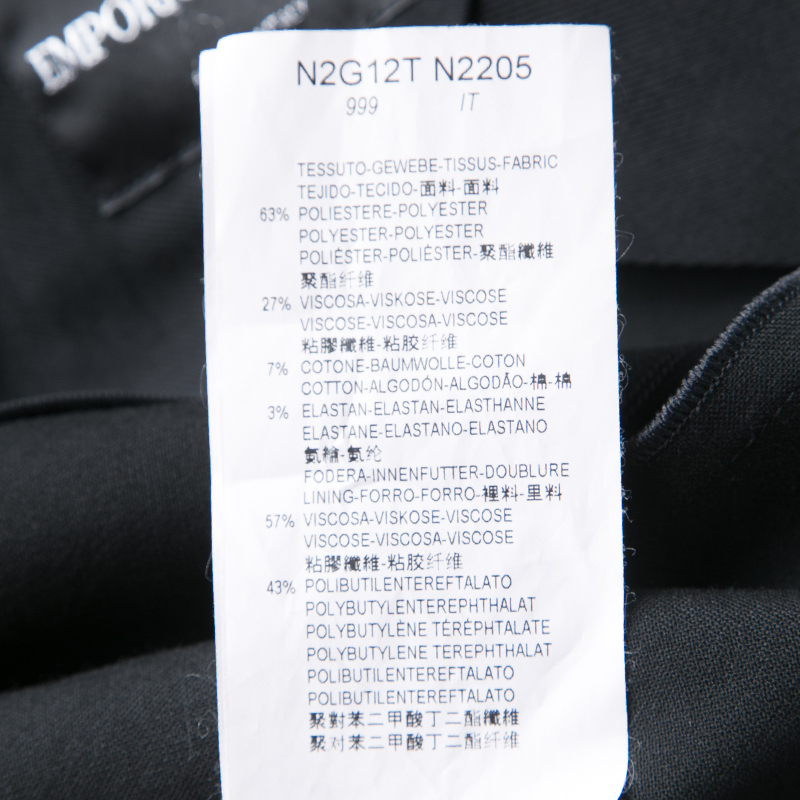 N2G12T N2205
999 IT
TESSUTO-GEWEBE-TISSUS-FABRIC
TEJIDO-TECIDO-面料-面料
63% POLIESTERE-POLYESTER
POLYESTER-POLYESTER
POLIÉSTER-POLIÉSTER-聚酯纖維
聚酯纤维
27% VISCOSA-VISKOSE-VISCOSE
VISCOSE-VISCOSA-VISCOSE
粘膠纖維-粘胶纤维
7% COTONE-BAUMWOLLE-COTON
COTTON-ALGODÓN-ALGODÃO-棉-棉
3% ELASTAN-ELASTAN-ELASTHANNE
ELASTANE-ELASTANO-ELASTANO
氨綸-氨纶
FODERA-INNENFUTTER-DOUBLURE
LINING-FORRO-FORRO-裡料-里料
57% VISCOSA-VISKOSE-VISCOSE
VISCOSE-VISCOSA-VISCOSE
粘膠纖維-粘胶纤维
43% POLIBUTILENTEREFTALATO
POLYBUTYLENTEREPHTHALAT
POLYBUTYLÈNE TÉRÉPHTALATE
POLYBUTYLENE TEREPHTHALAT
POLIBUTILENTEREFTALATO
POLIBUTILENTEREFTALATO
聚對苯二甲酸丁二酯纖維
聚对苯二甲酸丁二酯纤维